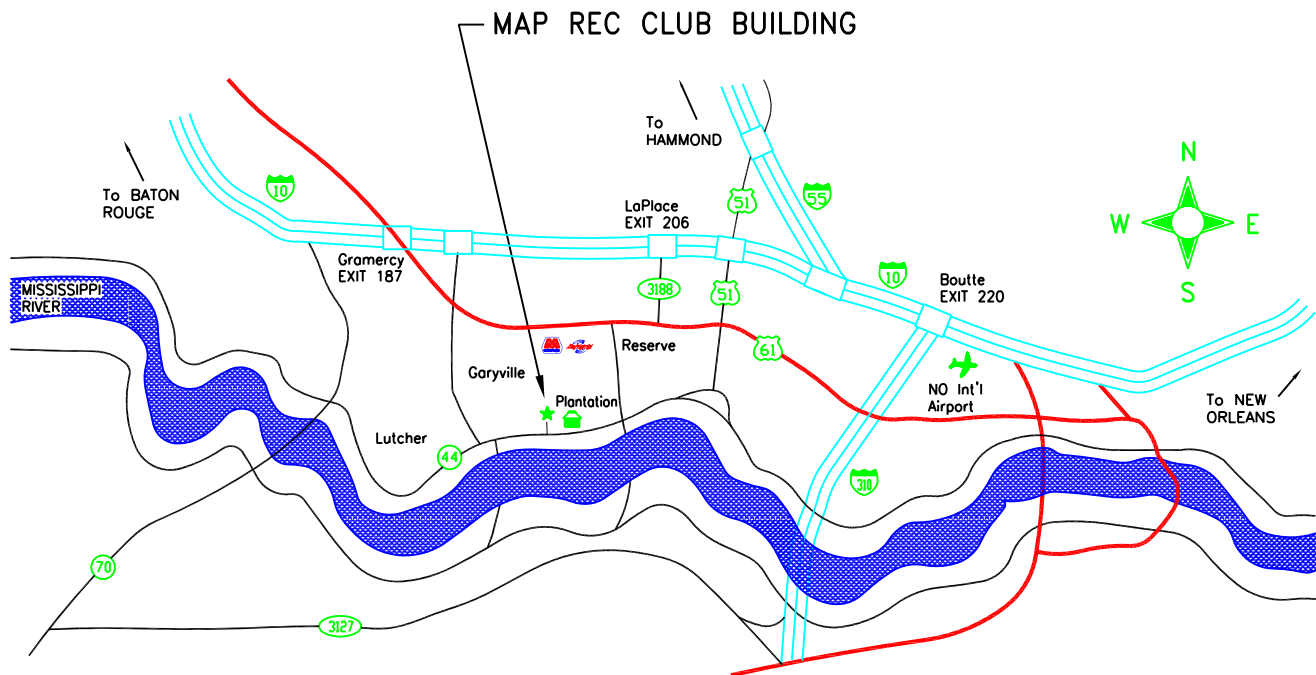 MAP REC CLUB BUILDING
To
HAMMOND
N
To BATON
ROUGE
10
51
55
LaPlace
EXIT 206
W
E
Gramercy
EXIT 187
10
Boutte
EXIT 220
S
MISSISSIPPI
RIVER
3188
51
61
Reserve
M
Garyville
NO Int'l
Airport
To NEW
ORLEANS
Plantation
Lutcher
44
310
70
3127